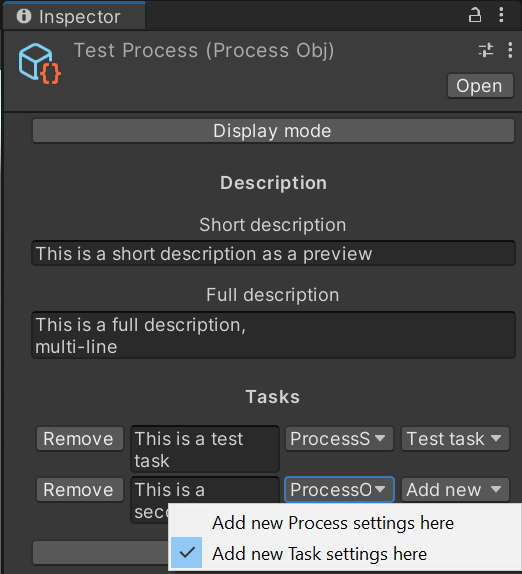 Inspector
Test Process (Process Obj)
Open
Display mode
Description
Short description
This is a short description as a preview
Full description
This is a full description,
multi-line
Tasks
Remove
This is a test
task
ProcessS
Test task
Remove
This is a
ProcessO
Add new
Add new Process settings here
Add new Task settings here